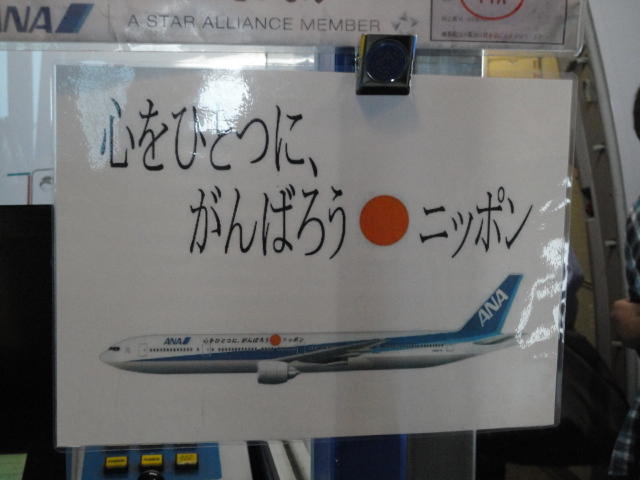 ANA
A STAR ALLIANCE MEMBER
心をひとつに、
がんばろう ニッポン
ANA
ANA 心をひとつに、がんばろう ニッポン